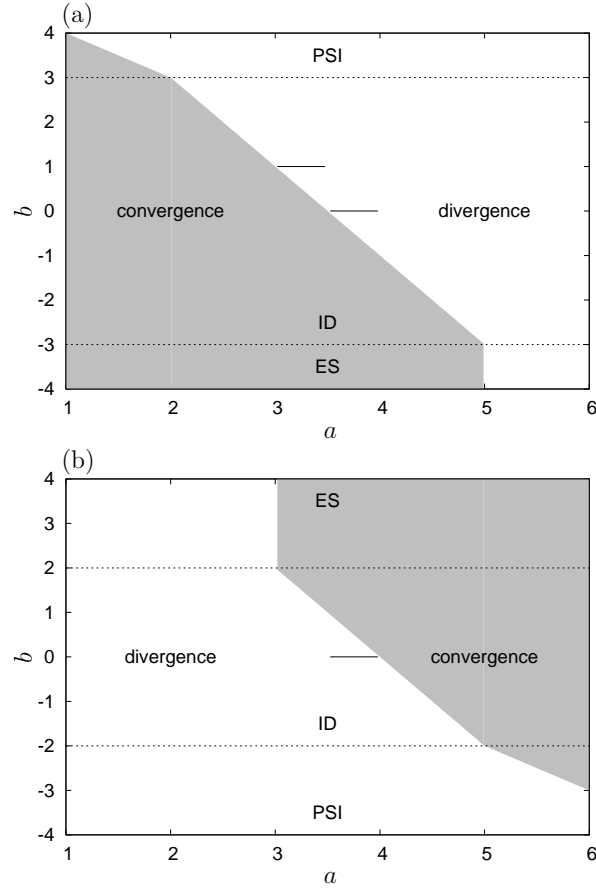 (a)
4
3
2
1
0
-1
-2
-3
-4
b
PSI
convergence
divergence
ID
ES
1 2 3 4 5 6
a
(b)
4
3
2
1
0
-1
-2
-3
-4
b
ES
divergence
convergence
ID
PSI
1 2 3 4 5 6
a